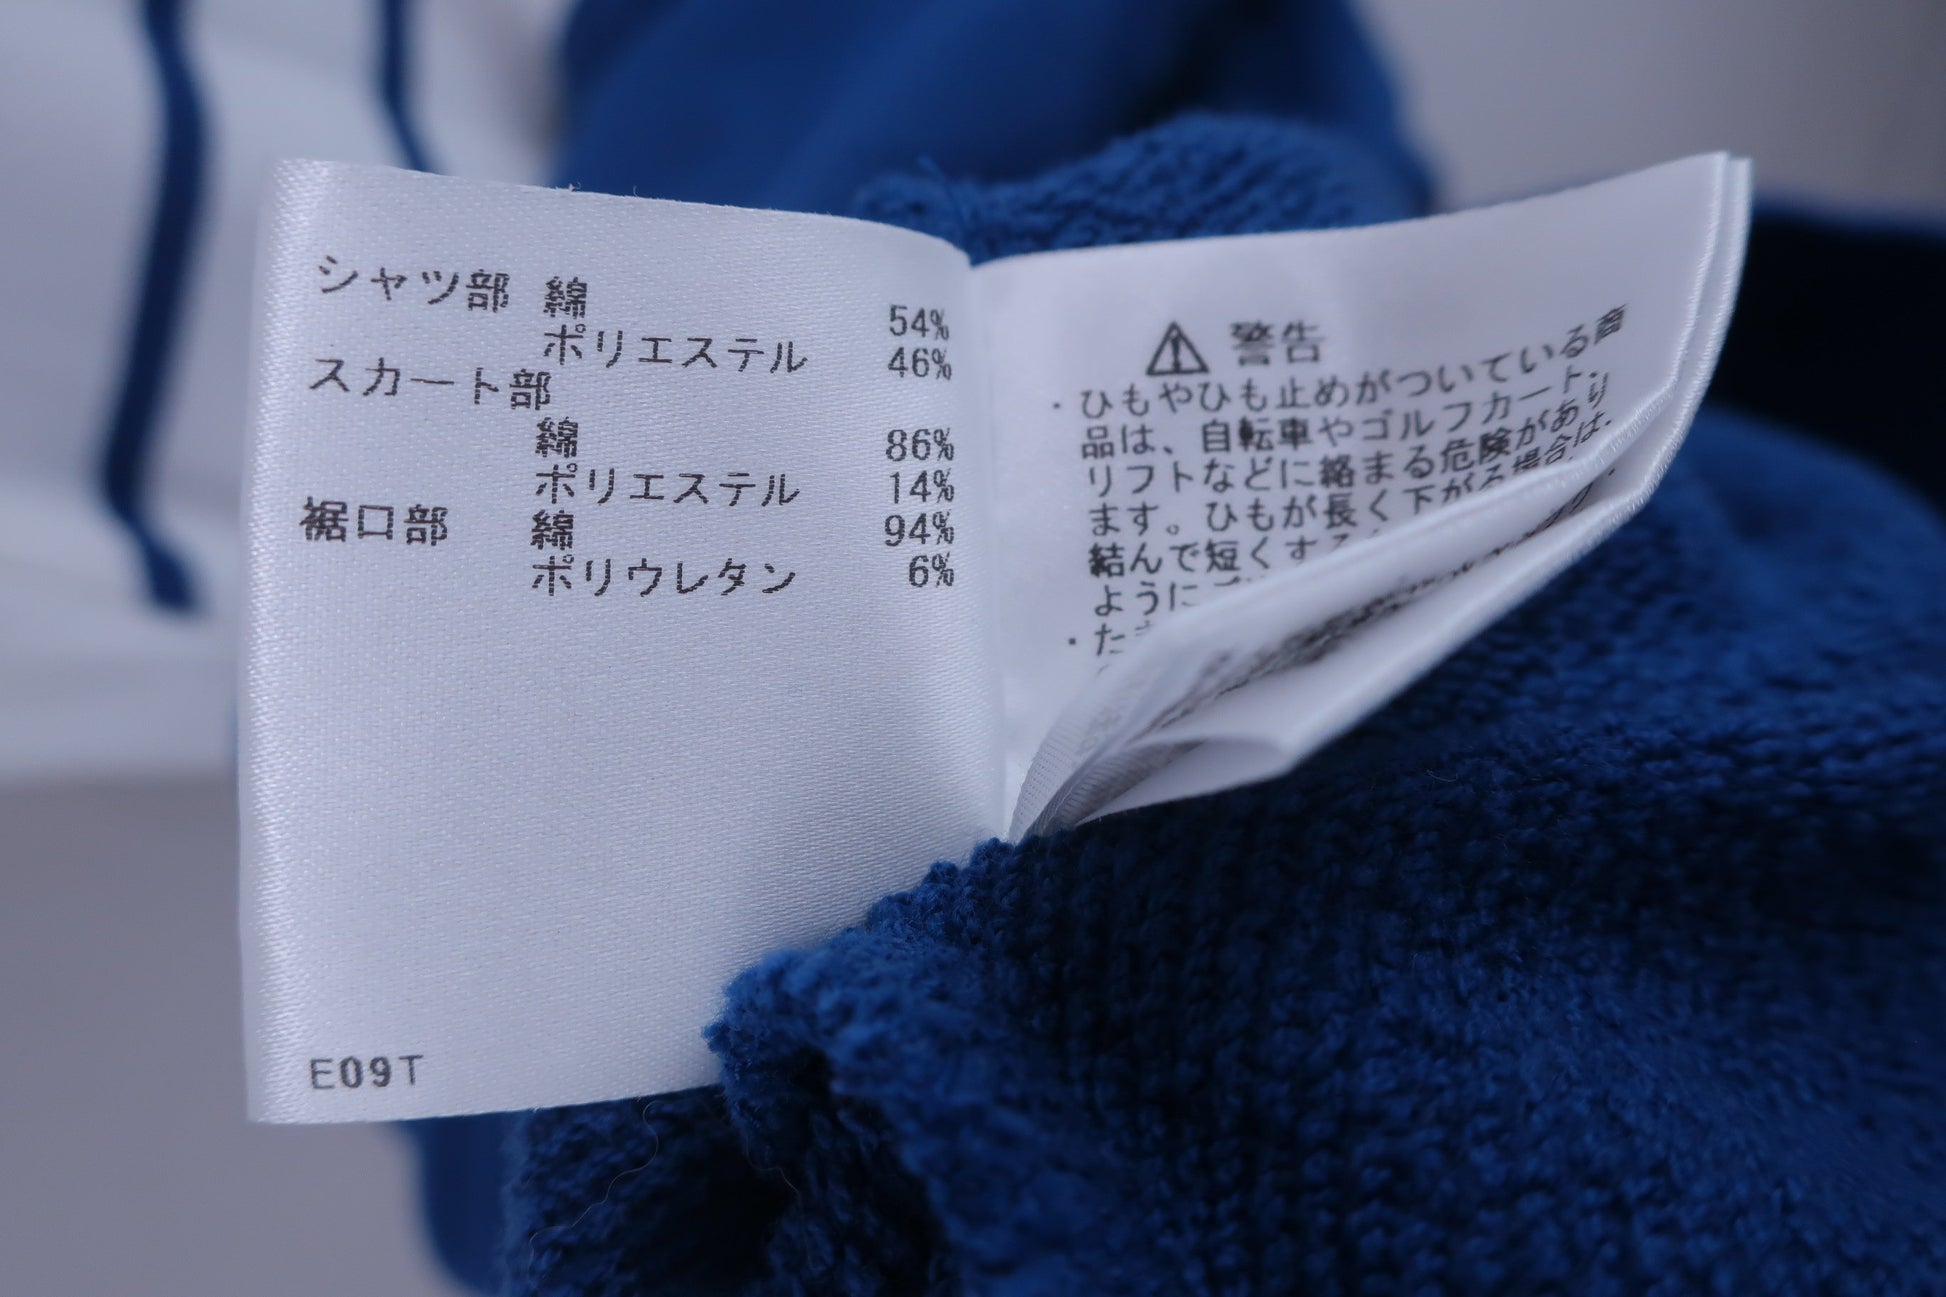 シャツ部 綿 54%
ポリエステル 46%
スカート部
綿 86%
ポリエステル 14%
裾口部 綿 94%
ポリウレタン 6%
E09T
警告
・ひもやひも止めがついている商
品は、自転車やゴルフカート、
リフトなどに絡まる危険があり
ます。ひもが長く下がる場合は、
結んで短くする
ように
・た